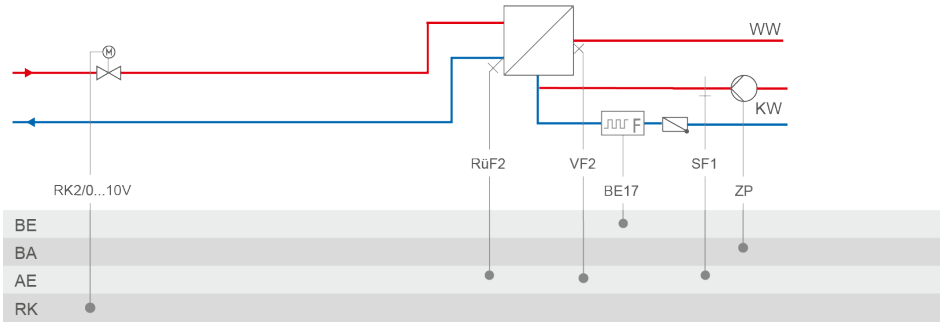 WW
M
KW
F
RüF2 VF2 SF1
RK2/0...10V BE17 ZP
BE
BA
AE
RK